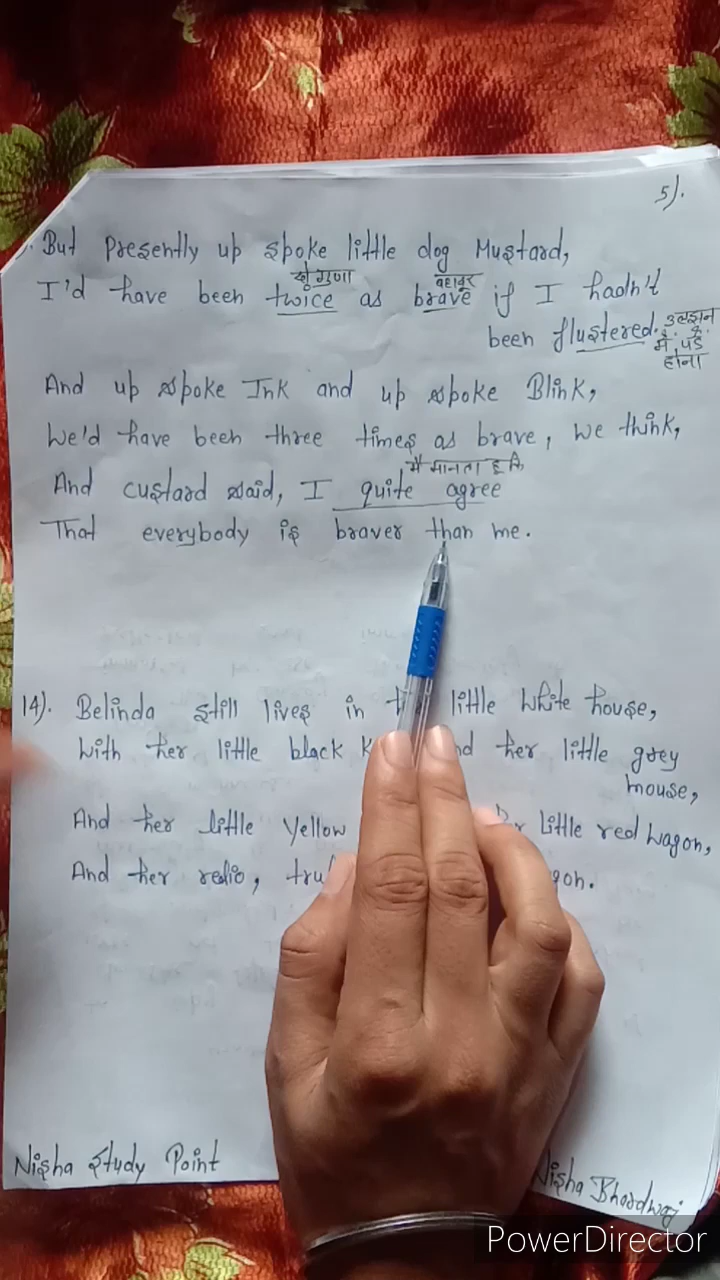 5).
But Presently up spoke little dog Mustard,
दो गुणा बहादुर
I'd have been twice as brave if I hadn't
been flustered. उलझन
में पड़े
होना
And up spoke Ink and up spoke Blink,
We'd have been three times as brave, we think,
मैं मानता हू कि
And custard said, I quite agree
That everybody is braver than me.
14). Belinda still lives in little white house,
With her little black her little grey
mouse,
And her little Yellow little red wagon,
And her redio,
Nisha Study Point
Nisha Bhardwaj
PowerDirector